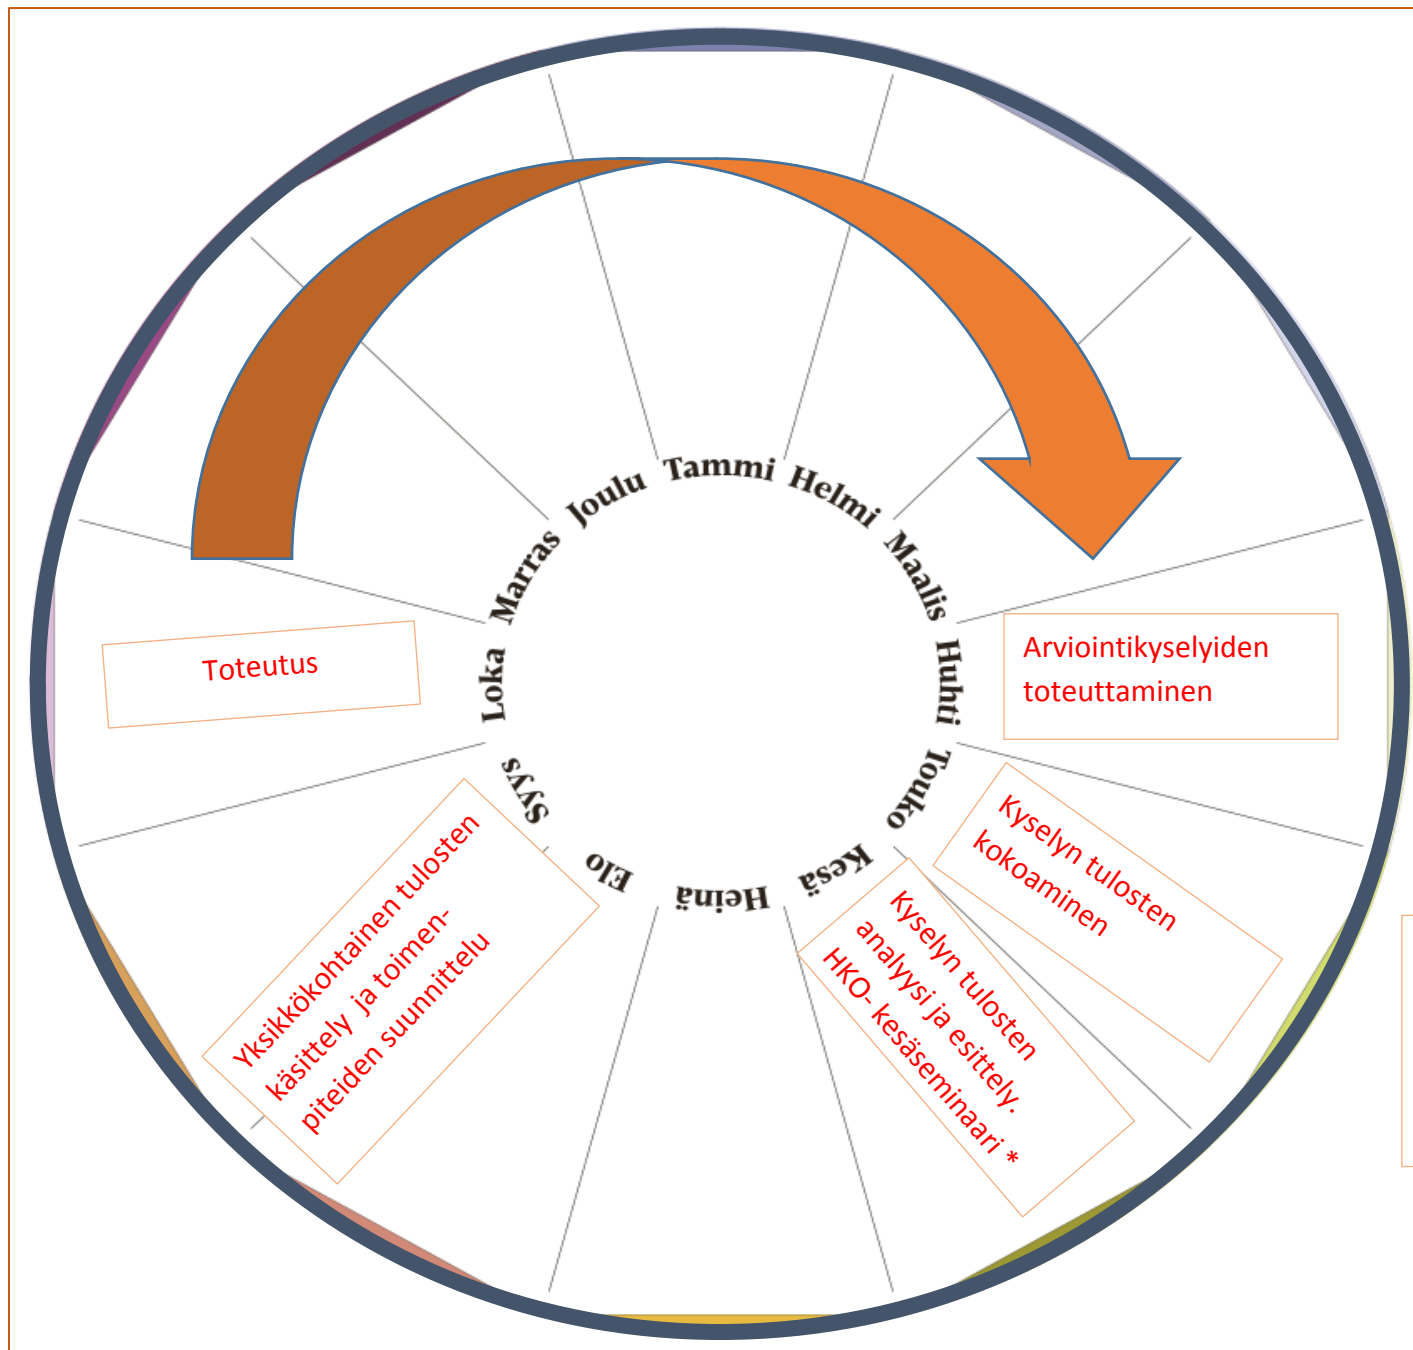 Tammi
Helmi
Maalis
Huhti
Touko
Kesä
Heinä
Elo
Syys
Loka
Marras
Joulu
Arviointikyselyiden
toteuttaminen
Kyselyn tulosten
kokoaminen
Kyselyn tulosten
analyysi ja esittely.
HKO- kesäseminaari *
Yksikkökohtainen tulosten
käsittely ja toimen-
piteiden suunnittelu
Toteutus